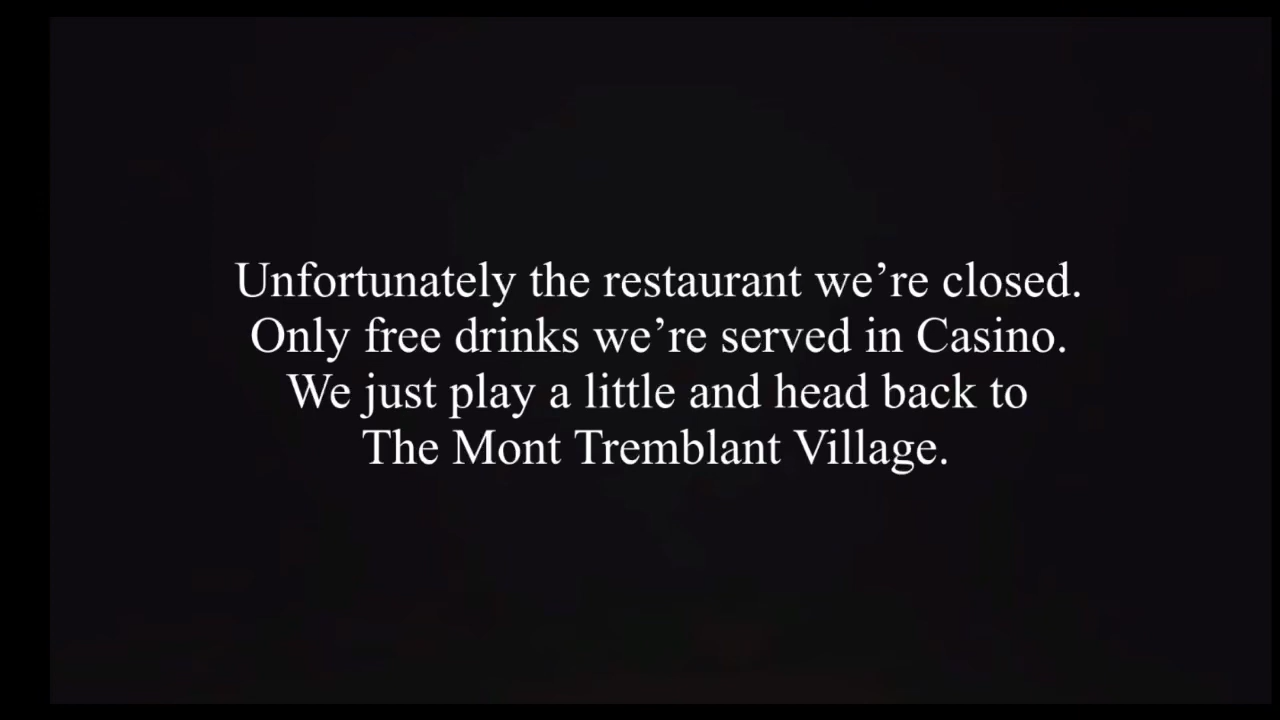 Unfortunately the restaurant we’re closed.
Only free drinks we’re served in Casino.
We just play a little and head back to
The Mont Tremblant Village.